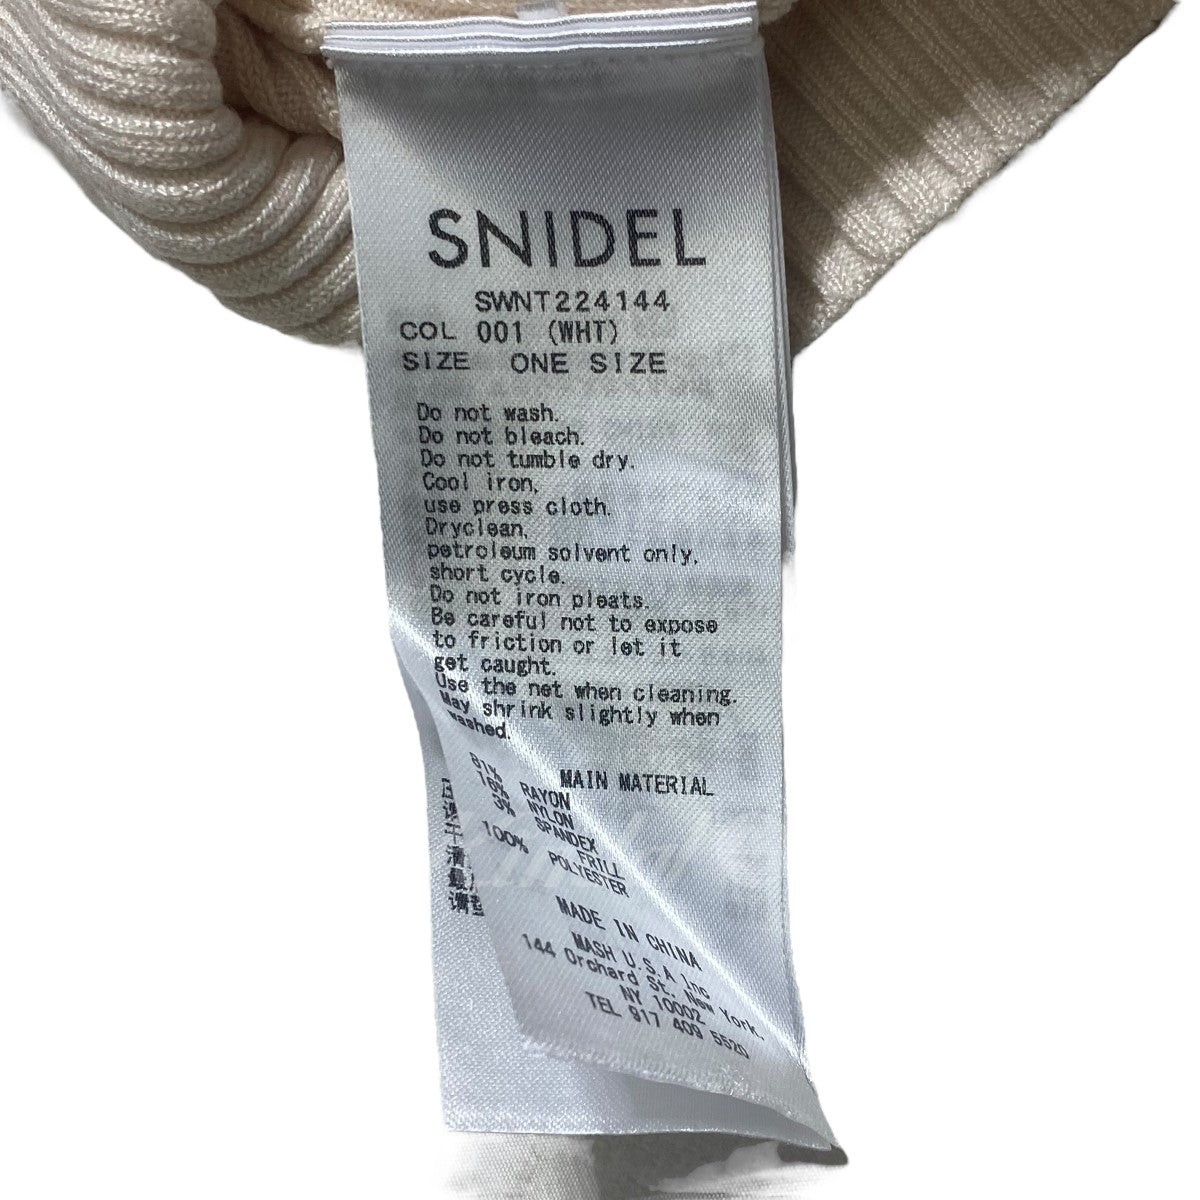 SNIDEL
SWNT224144
COL 001 (WHT)
SIZE ONE SIZE
Do not wash.
Do not bleach.
Do not tumble dry.
Cool iron,
use press cloth.
Dryclean,
petroleum solvent only,
short cycle.
Do not iron pleats.
Be careful not to expose
to friction or let it
get caught.
Use the net when cleaning.
May shrink slightly when
washed.
MAIN MATERIAL
81% RAYON
16% NYLON
3% SPANDEX
FRILL
100% POLYESTER
MADE IN CHINA
MASH U.S.A Inc
144 Orchard St., New York,
NY 10002
TEL 917 409 5520